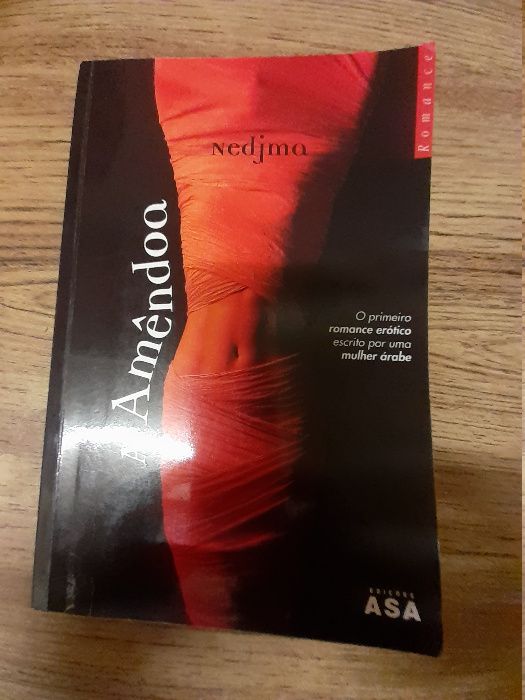 Romance
Nedjma
A Amêndoa
O primeiro
romance erótico
escrito por uma
mulher árabe
EDIÇÕES
ASA